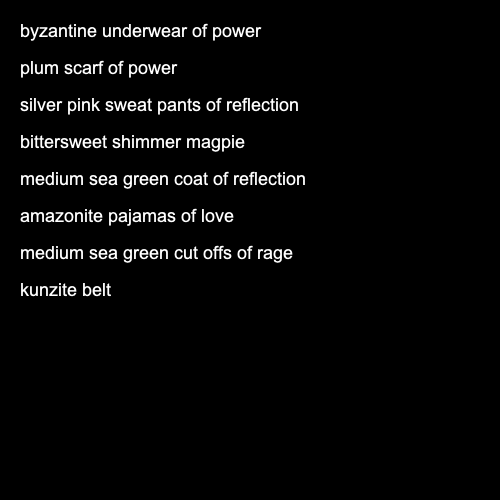 byzantine underwear of power
plum scarf of power
silver pink sweat pants of reflection
bittersweet shimmer magpie
medium sea green coat of reflection
amazonite pajamas of love
medium sea green cut offs of rage
kunzite belt